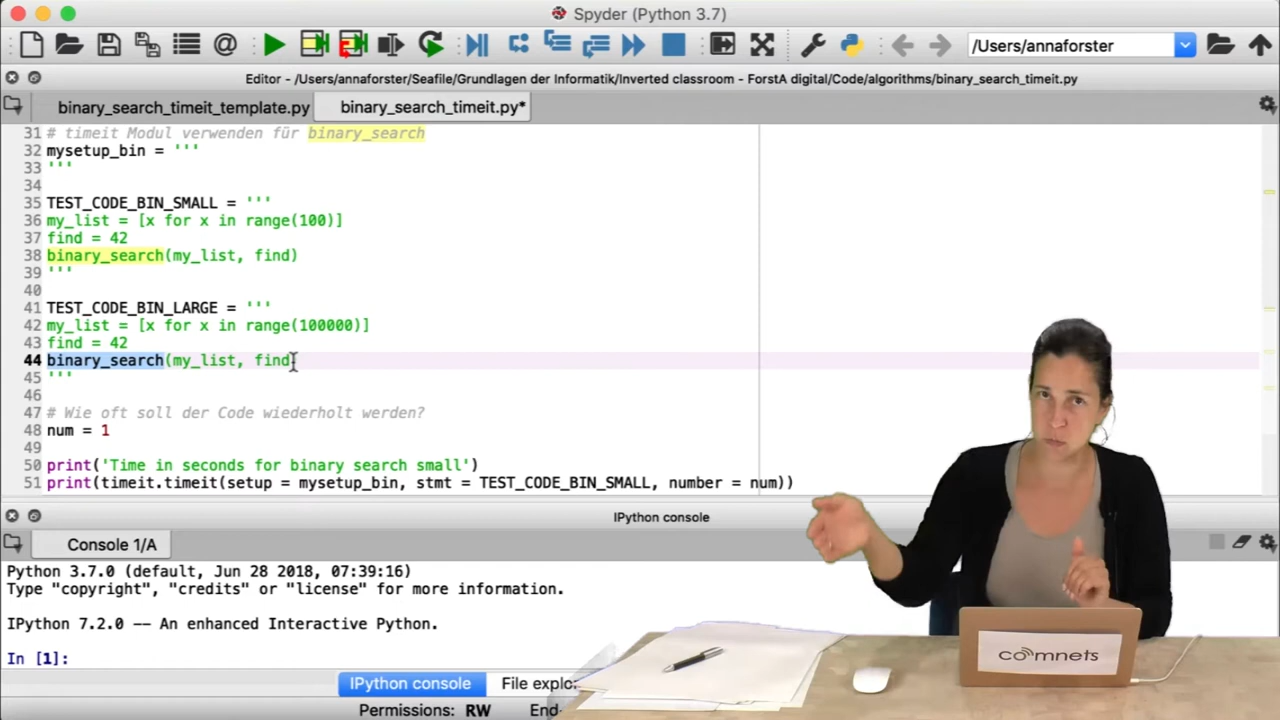 Spyder (Python 3.7)
/Users/annaforster
Editor - /Users/annaforster/Seafile/Grundlagen der Informatik/Inverted classroom - ForstA digital/Code/algorithms/binary_search_timeit.py
binary_search_timeit_template.py
binary_search_timeit.py*
31 # timeit Modul verwenden für binary_search
32 mysetup_bin = '''
33 '''
34
35 TEST_CODE_BIN_SMALL = '''
36 my_list = [x for x in range(100)]
37 find = 42
38 binary_search(my_list, find)
39 '''
40
41 TEST_CODE_BIN_LARGE = '''
42 my_list = [x for x in range(100000)]
43 find = 42
44 binary_search(my_list, find)
45 '''
46
47 # Wie oft soll der Code wiederholt werden?
48 num = 1
49
50 print('Time in seconds for binary search small')
51 print(timeit.timeit(setup = mysetup_bin, stmt = TEST_CODE_BIN_SMALL, number = num))
IPython console
Console 1/A
Python 3.7.0 (default, Jun 28 2018, 07:39:16)
Type "copyright", "credits" or "license" for more information.
IPython 7.2.0 -- An enhanced Interactive Python.
In [1]:
IPython console
File explo
Permissions: RW
End-
comnets